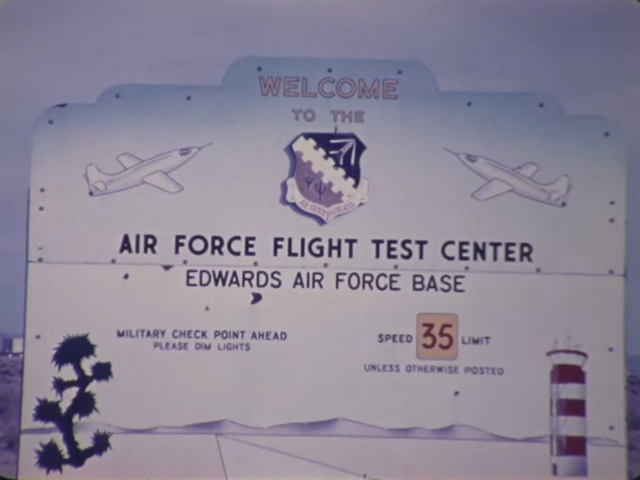 WELCOME
TO THE
AIR FORCE FLIGHT TEST CENTER
EDWARDS AIR FORCE BASE
MILITARY CHECK POINT AHEAD
PLEASE DIM LIGHTS
SPEED 35 LIMIT
UNLESS OTHERWISE POSTED